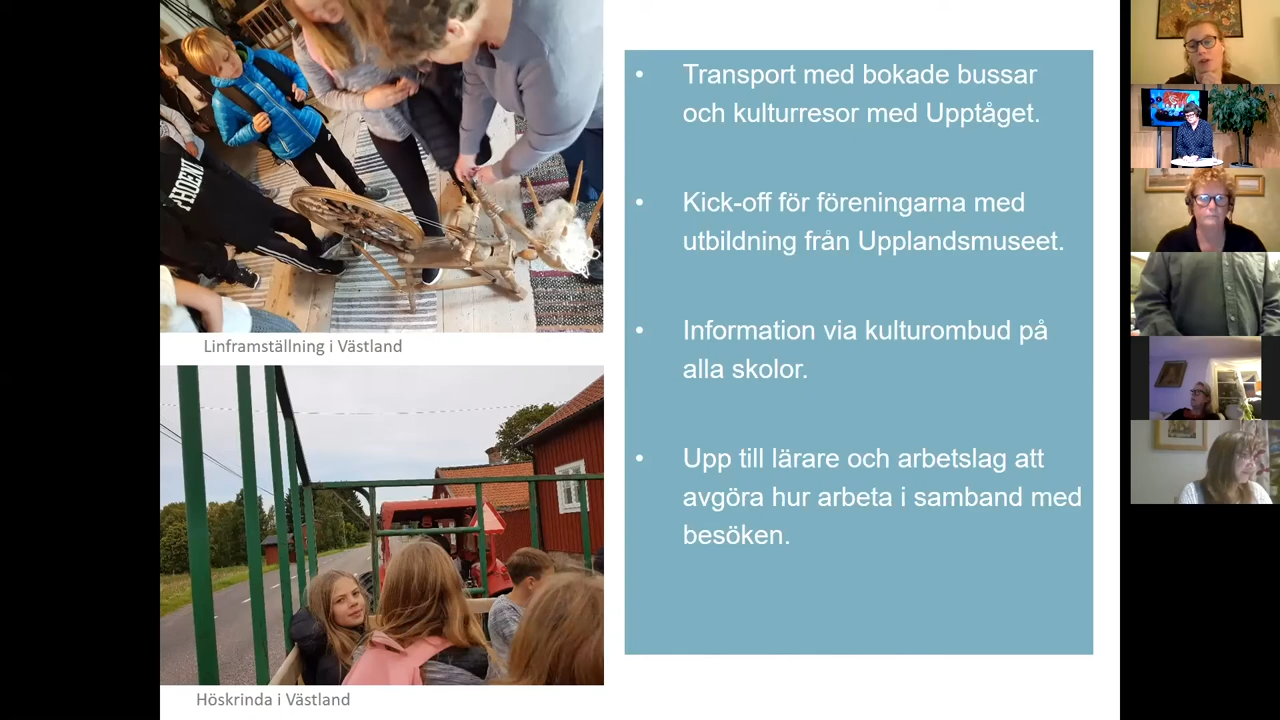 PHOENI
Linframställning i Västland
Höskrinda i Västland
• Transport med bokade bussar
och kulturresor med Upptåget.
• Kick-off för föreningarna med
utbildning från Upplandsmuseet.
• Information via kulturombud på
alla skolor.
• Upp till lärare och arbetslag att
avgöra hur arbeta i samband med
besöken.